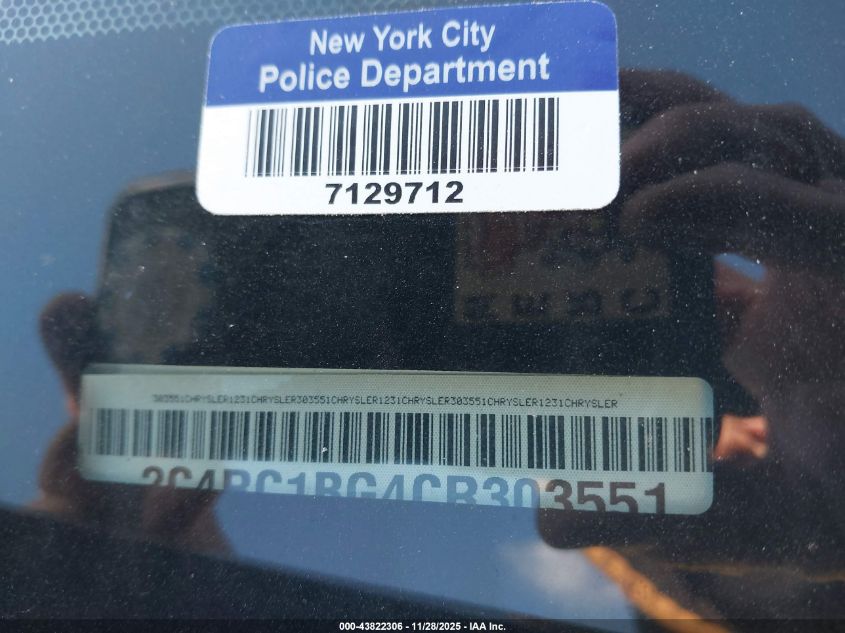 New York City
Police Department
7129712
303551CHRYSLER1231CHRYSLER303551CHRYSLER1231CHRYSLER303551CHRYSLER1231CHRYSLER
2C4RC1BG4CR303551
000-43822306 - 11/28/2025 - IAA Inc.